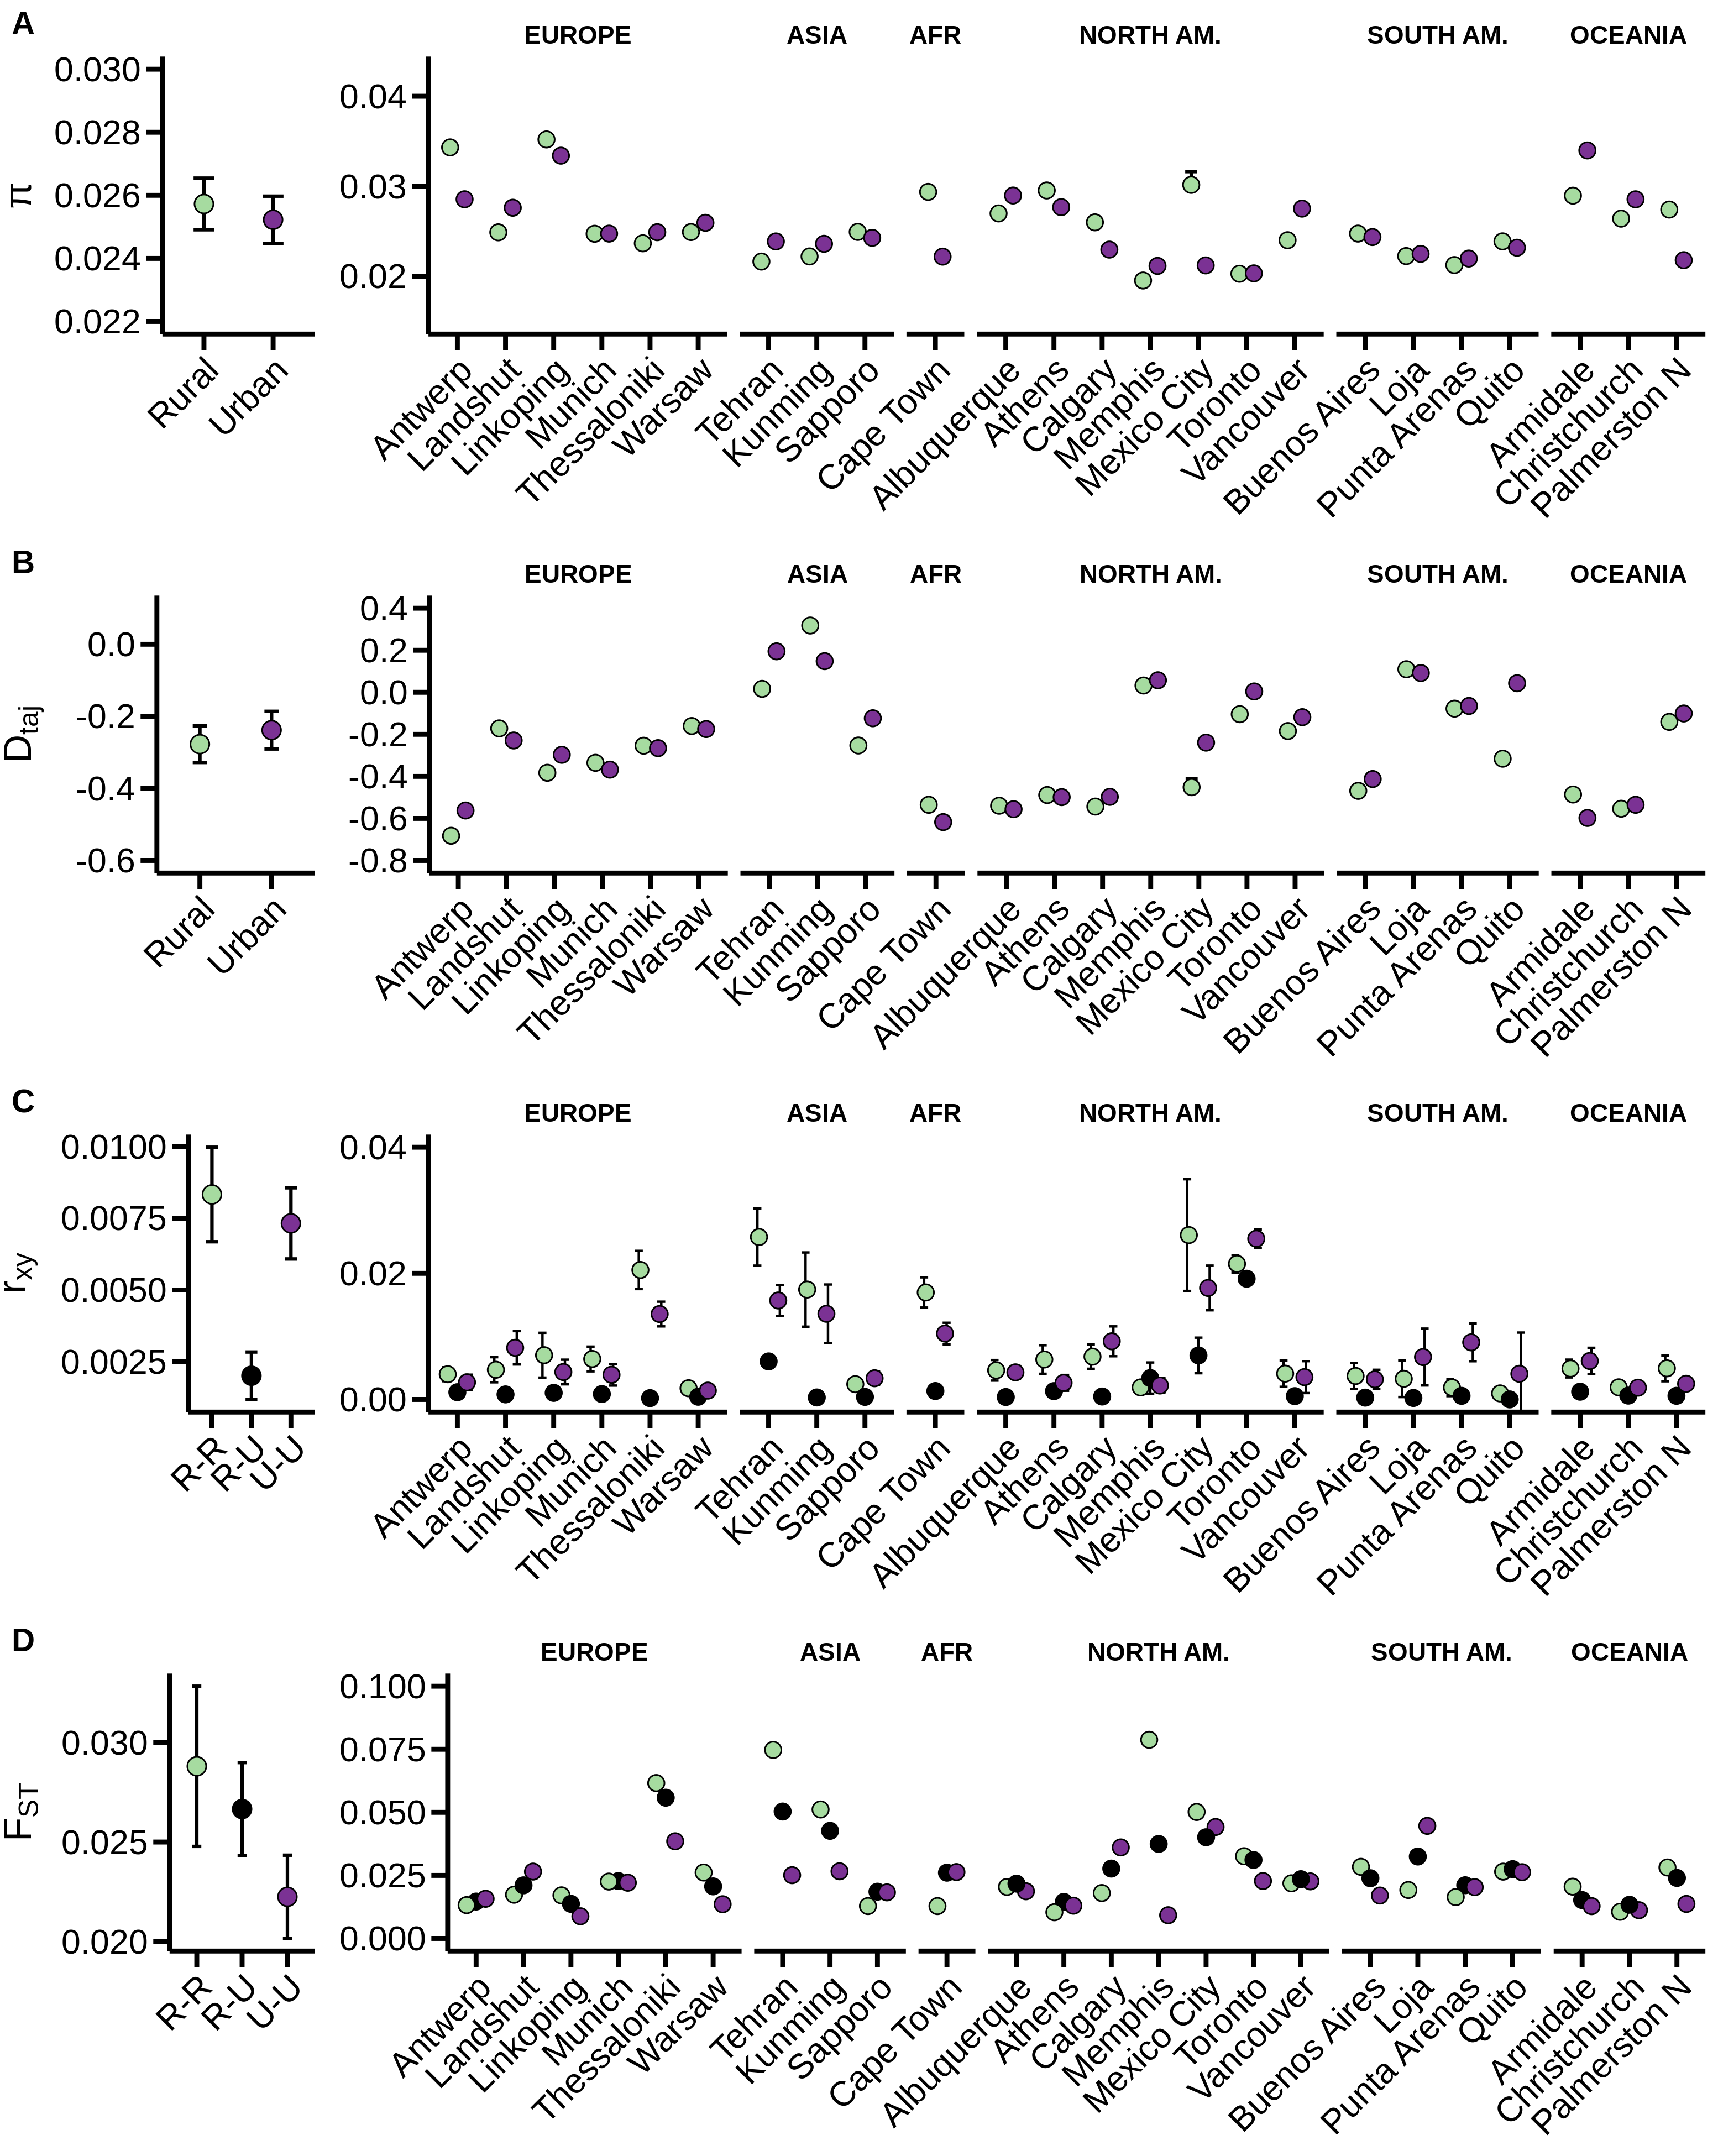 A
EUROPE ASIA AFR NORTH AM. SOUTH AM. OCEANIA
π
0.030
0.028
0.026
0.024
0.022
Rural Urban
0.04
0.03
0.02
Antwerp Landshut Linkoping Munich Thessaloniki Warsaw Tehran Kunming Sapporo Cape Town Albuquerque Athens Calgary Memphis Mexico City Toronto Vancouver Buenos Aires Loja Punta Arenas Quito Armidale Christchurch Palmerston N
B
EUROPE ASIA AFR NORTH AM. SOUTH AM. OCEANIA
Dtaj
0.0
-0.2
-0.4
-0.6
Rural Urban
0.4
0.2
0.0
-0.2
-0.4
-0.6
-0.8
Antwerp Landshut Linkoping Munich Thessaloniki Warsaw Tehran Kunming Sapporo Cape Town Albuquerque Athens Calgary Memphis Mexico City Toronto Vancouver Buenos Aires Loja Punta Arenas Quito Armidale Christchurch Palmerston N
C
EUROPE ASIA AFR NORTH AM. SOUTH AM. OCEANIA
rxy
0.0100
0.0075
0.0050
0.0025
R-R R-U U-U
0.04
0.02
0.00
Antwerp Landshut Linkoping Munich Thessaloniki Warsaw Tehran Kunming Sapporo Cape Town Albuquerque Athens Calgary Memphis Mexico City Toronto Vancouver Buenos Aires Loja Punta Arenas Quito Armidale Christchurch Palmerston N
D
EUROPE ASIA AFR NORTH AM. SOUTH AM. OCEANIA
FST
0.030
0.025
0.020
R-R R-U U-U
0.100
0.075
0.050
0.025
0.000
Antwerp Landshut Linkoping Munich Thessaloniki Warsaw Tehran Kunming Sapporo Cape Town Albuquerque Athens Calgary Memphis Mexico City Toronto Vancouver Buenos Aires Loja Punta Arenas Quito Armidale Christchurch Palmerston N